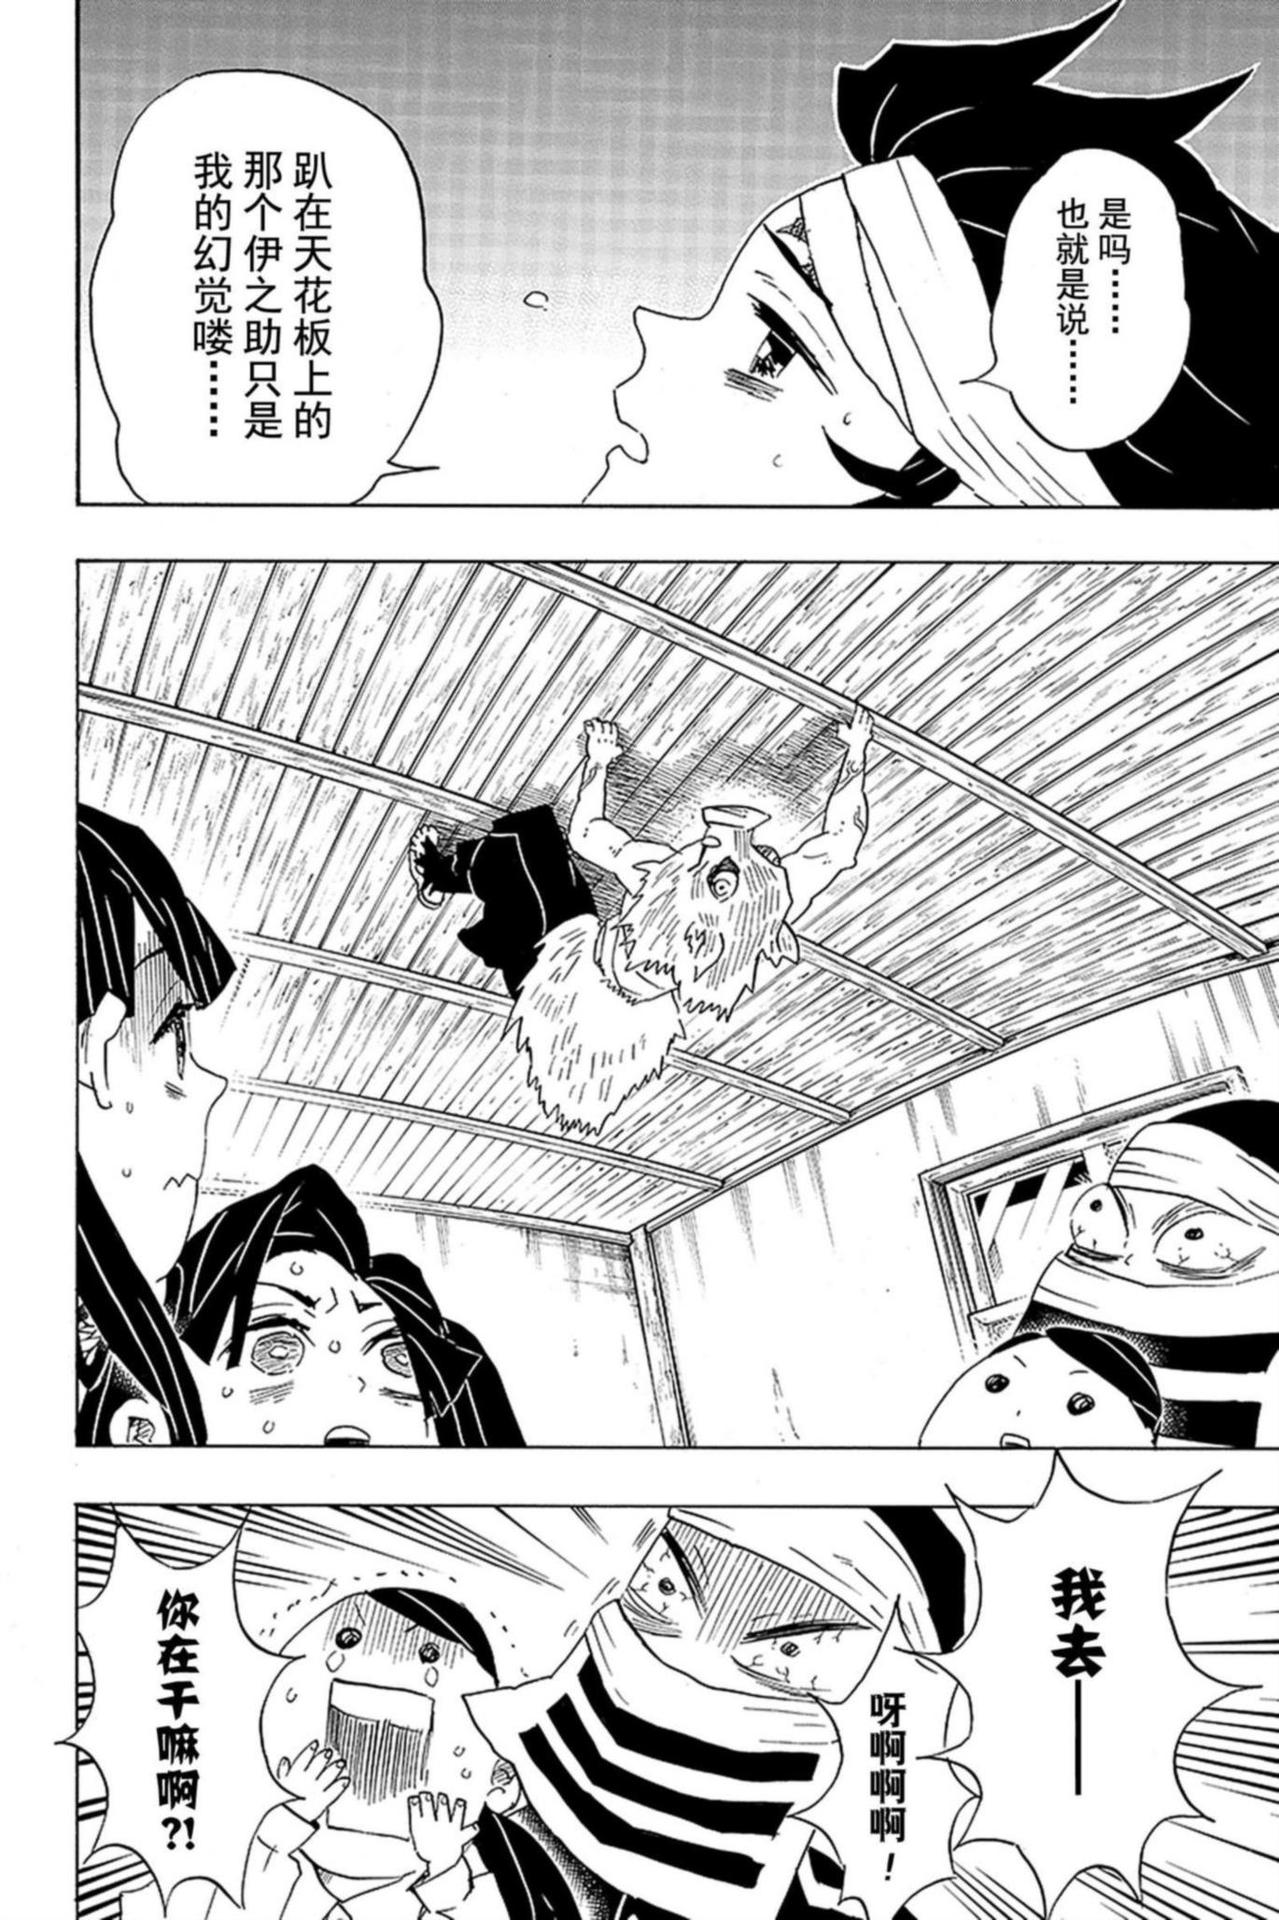 是吗……
也就是说……
趴在天花板上的
那个伊之助只是
我的幻觉喽……
我去——
呀啊啊啊！
你在干嘛啊?!